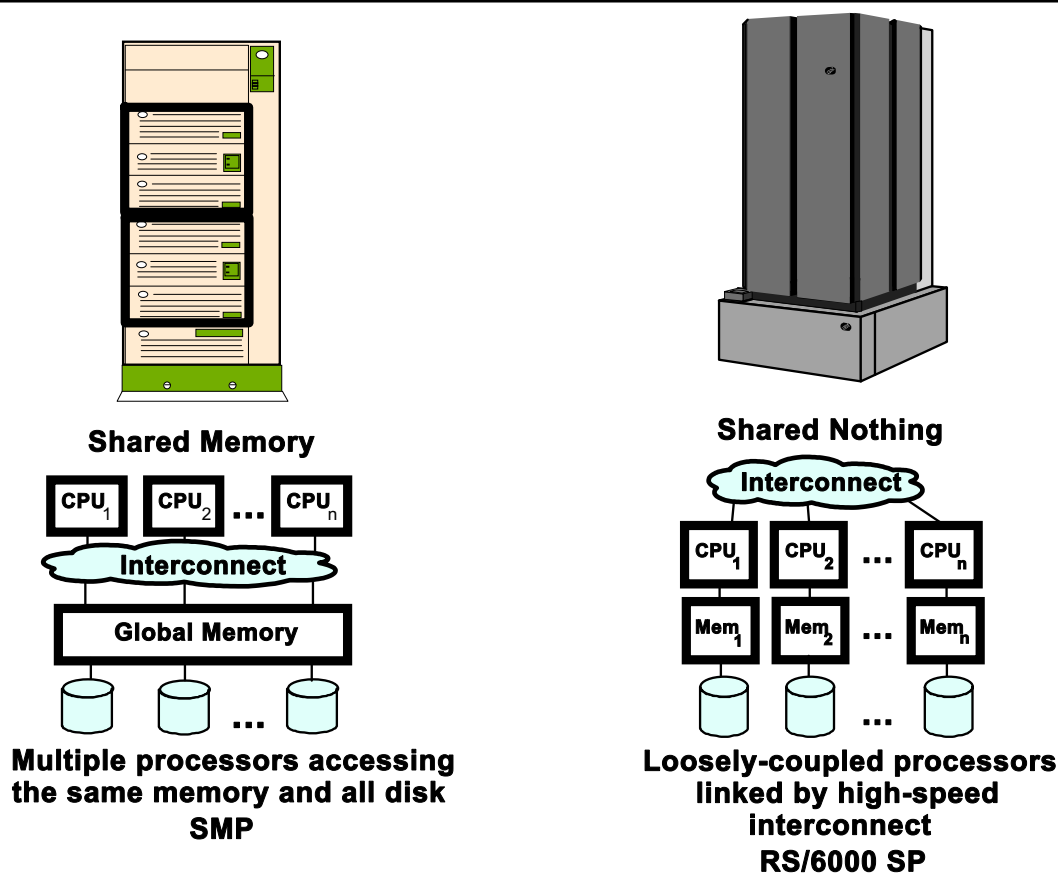 Shared Memory
CPU1 CPU2 ... CPUn
Interconnect
Global Memory
...
Multiple processors accessing
the same memory and all disk
SMP
Shared Nothing
Interconnect
CPU1 CPU2 ... CPUn
Mem1 Mem2 ... Memn
...
Loosely-coupled processors
linked by high-speed
interconnect
RS/6000 SP